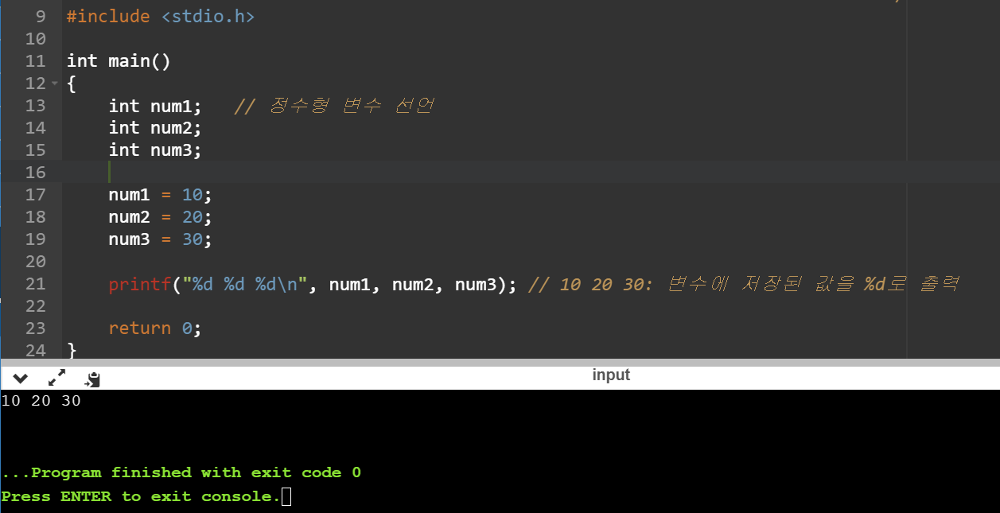 9 #include <stdio.h>
10
11 int main()
12 {
13 int num1; // 정수형 변수 선언
14 int num2;
15 int num3;
16
17 num1 = 10;
18 num2 = 20;
19 num3 = 30;
20
21 printf("%d %d %d\n", num1, num2, num3); // 10 20 30: 변수에 저장된 값을 %d로 출력
22
23 return 0;
24 }
input
10 20 30
...Program finished with exit code 0
Press ENTER to exit console.